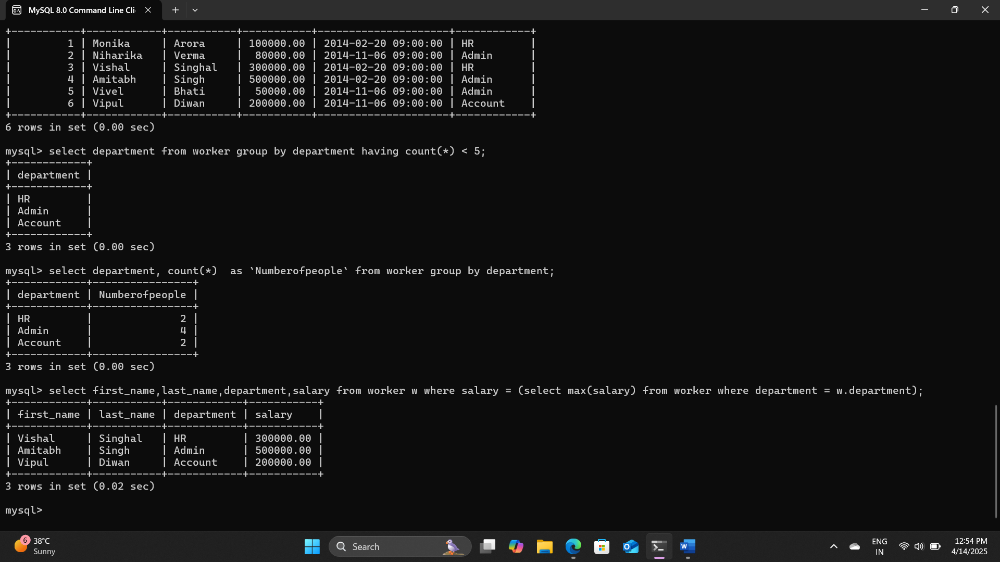 MySQL 8.0 Command Line Cli
+-----------+------------+-----------+-----------+---------------------+------------+
|         1 | Monika     | Arora     | 100000.00 | 2014-02-20 09:00:00 | HR         |
|         2 | Niharika   | Verma     |  80000.00 | 2014-11-06 09:00:00 | Admin      |
|         3 | Vishal     | Singhal   | 300000.00 | 2014-02-20 09:00:00 | HR         |
|         4 | Amitabh    | Singh     | 500000.00 | 2014-02-20 09:00:00 | Admin      |
|         5 | Vivel      | Bhati     |  50000.00 | 2014-11-06 09:00:00 | Admin      |
|         6 | Vipul      | Diwan     | 200000.00 | 2014-11-06 09:00:00 | Account    |
+-----------+------------+-----------+-----------+---------------------+------------+
6 rows in set (0.00 sec)
mysql> select department from worker group by department having count(*) < 5;
+------------+
| department |
+------------+
| HR         |
| Admin      |
| Account    |
+------------+
3 rows in set (0.00 sec)
mysql> select department, count(*)  as `Numberofpeople` from worker group by department;
+------------+----------------+
| department | Numberofpeople |
+------------+----------------+
| HR         |              2 |
| Admin      |              4 |
| Account    |              2 |
+------------+----------------+
3 rows in set (0.00 sec)
mysql> select first_name,last_name,department,salary from worker w where salary = (select max(salary) from worker where department = w.department);
+------------+-----------+------------+-----------+
| first_name | last_name | department | salary    |
+------------+-----------+------------+-----------+
| Vishal     | Singhal   | HR         | 300000.00 |
| Amitabh    | Singh     | Admin      | 500000.00 |
| Vipul      | Diwan     | Account    | 200000.00 |
+------------+-----------+------------+-----------+
3 rows in set (0.02 sec)
mysql>
6
38°C
Sunny
Search
ENG
IN
12:54 PM
4/14/2025